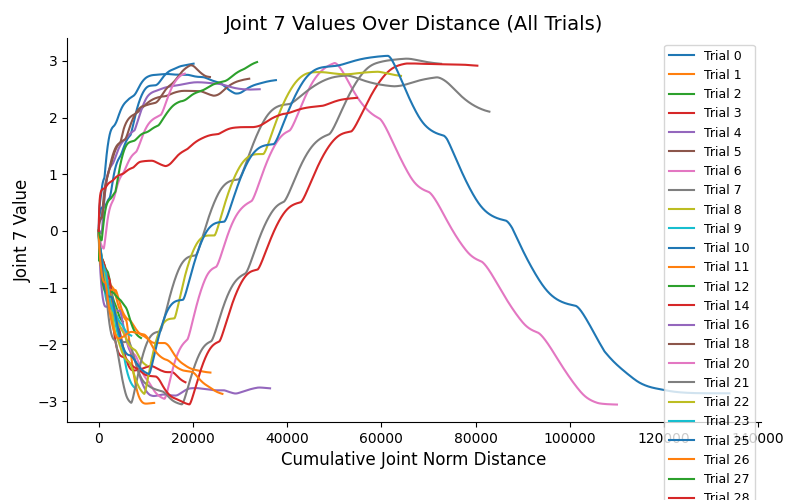 Joint 7 Values Over Distance (All Trials)
Joint 7 Value
3
2
1
0
−1
−2
−3
0
20000
40000
60000
80000
100000
120000
140000
Cumulative Joint Norm Distance
Trial 0
Trial 1
Trial 2
Trial 3
Trial 4
Trial 5
Trial 6
Trial 7
Trial 8
Trial 9
Trial 10
Trial 11
Trial 12
Trial 14
Trial 16
Trial 18
Trial 20
Trial 21
Trial 22
Trial 23
Trial 25
Trial 26
Trial 27
Trial 28